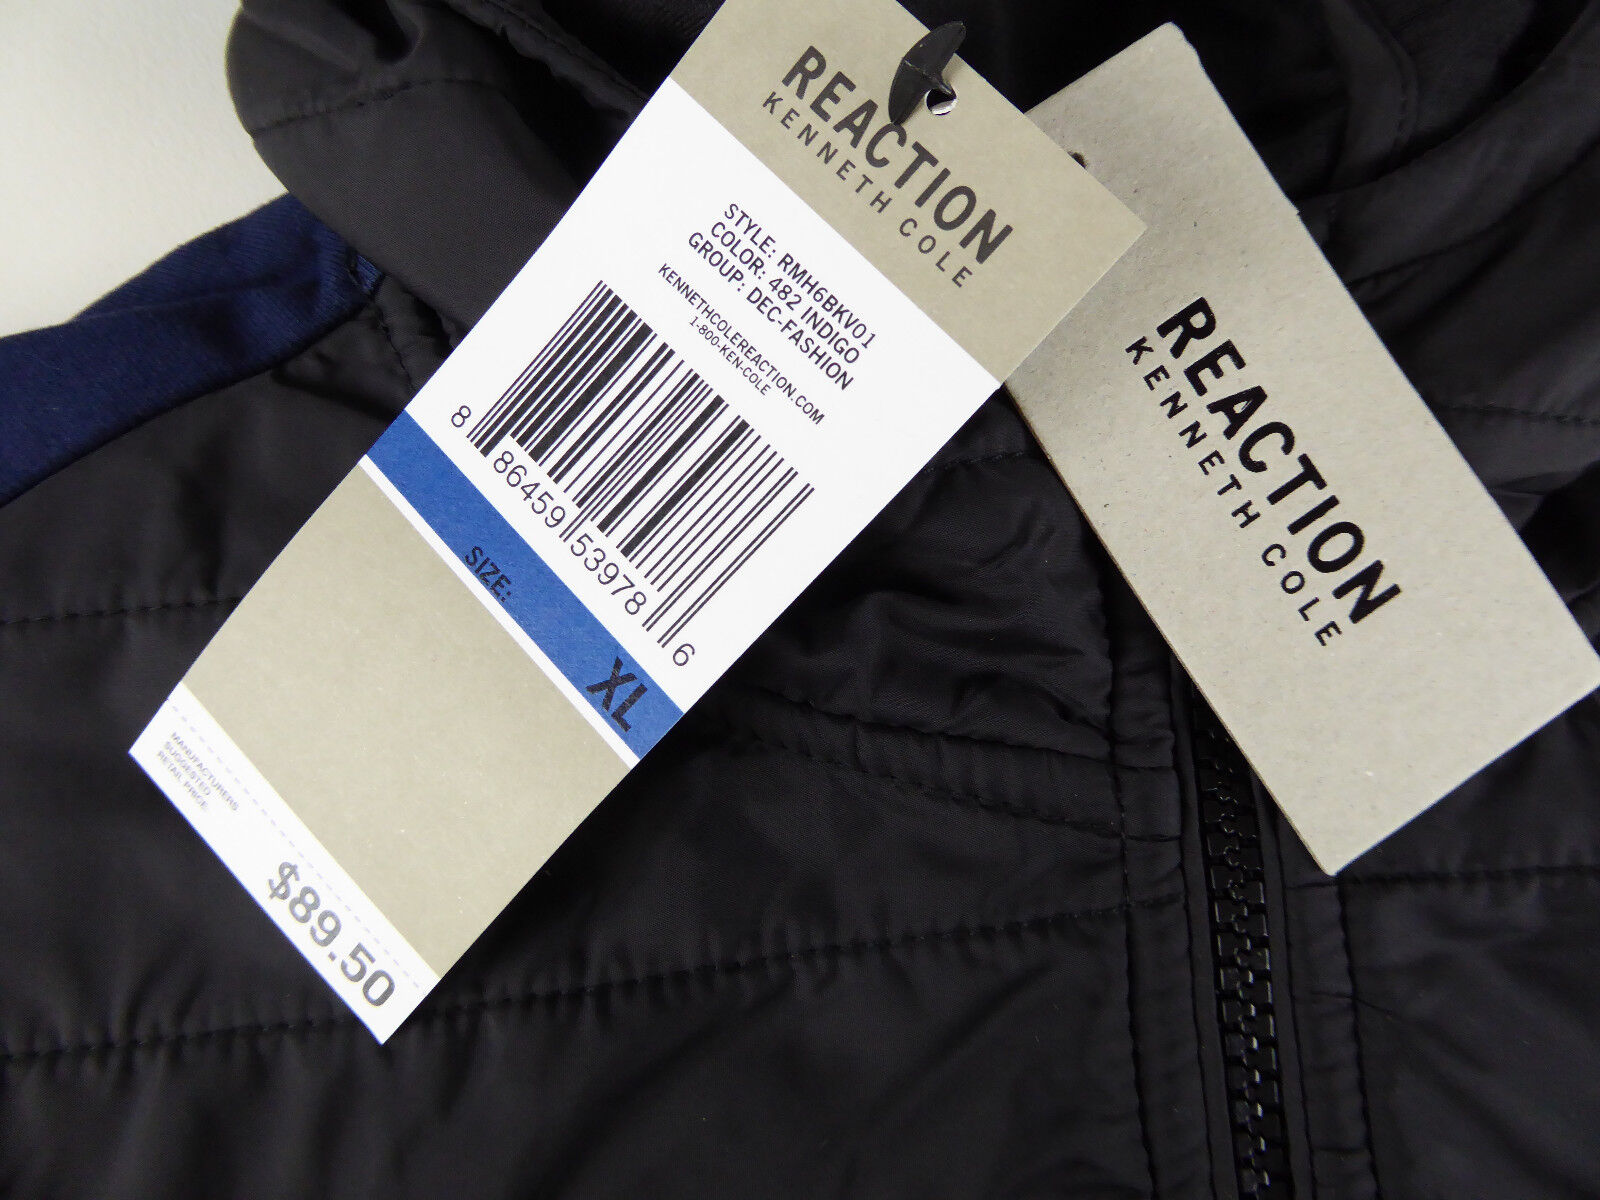 REACTION
KENNETH COLE
STYLE: RMH6BKV01
COLOR: 482 INDIGO
GROUP: DEC-FASHION
KENNETHCOLEREACTION.COM
1-800-KEN-COLE
8 86459 53978 6
SIZE: XL
MANUFACTURERS
SUGGESTED
RETAIL PRICE:
$89.50
REACTION
KENNETH COLE